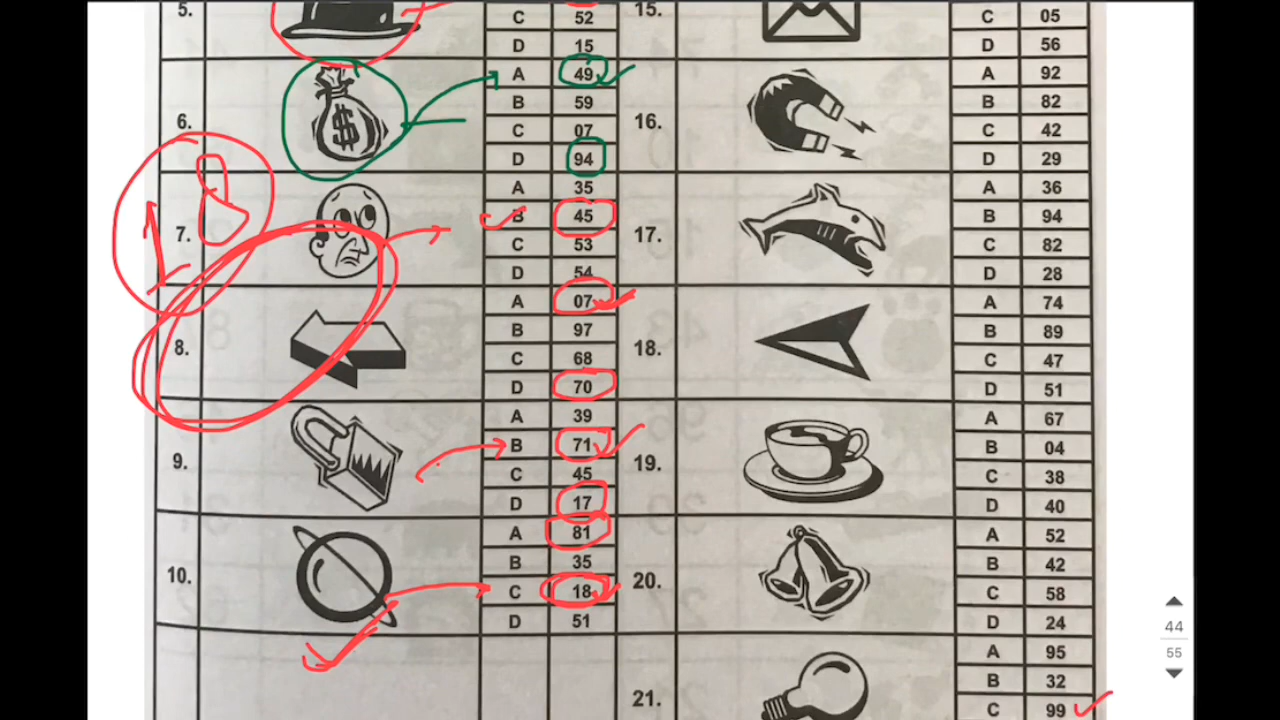 5.
C 52
D 15
6.
$
A 49
B 59
C 07
D 94
7.
A 35
B 45
C 53
D 54
8.
A 07
B 97
C 68
D 70
9.
A 39
B 71
C 45
D 17
10.
A 81
B 35
C 18
D 51
15.
C 05
D 56
16.
A 92
B 82
C 42
D 29
17.
A 36
B 94
C 82
D 28
18.
A 74
B 89
C 47
D 51
19.
A 67
B 04
C 38
D 40
20.
A 52
B 42
C 58
D 24
21.
A 95
B 32
C 99
44
55